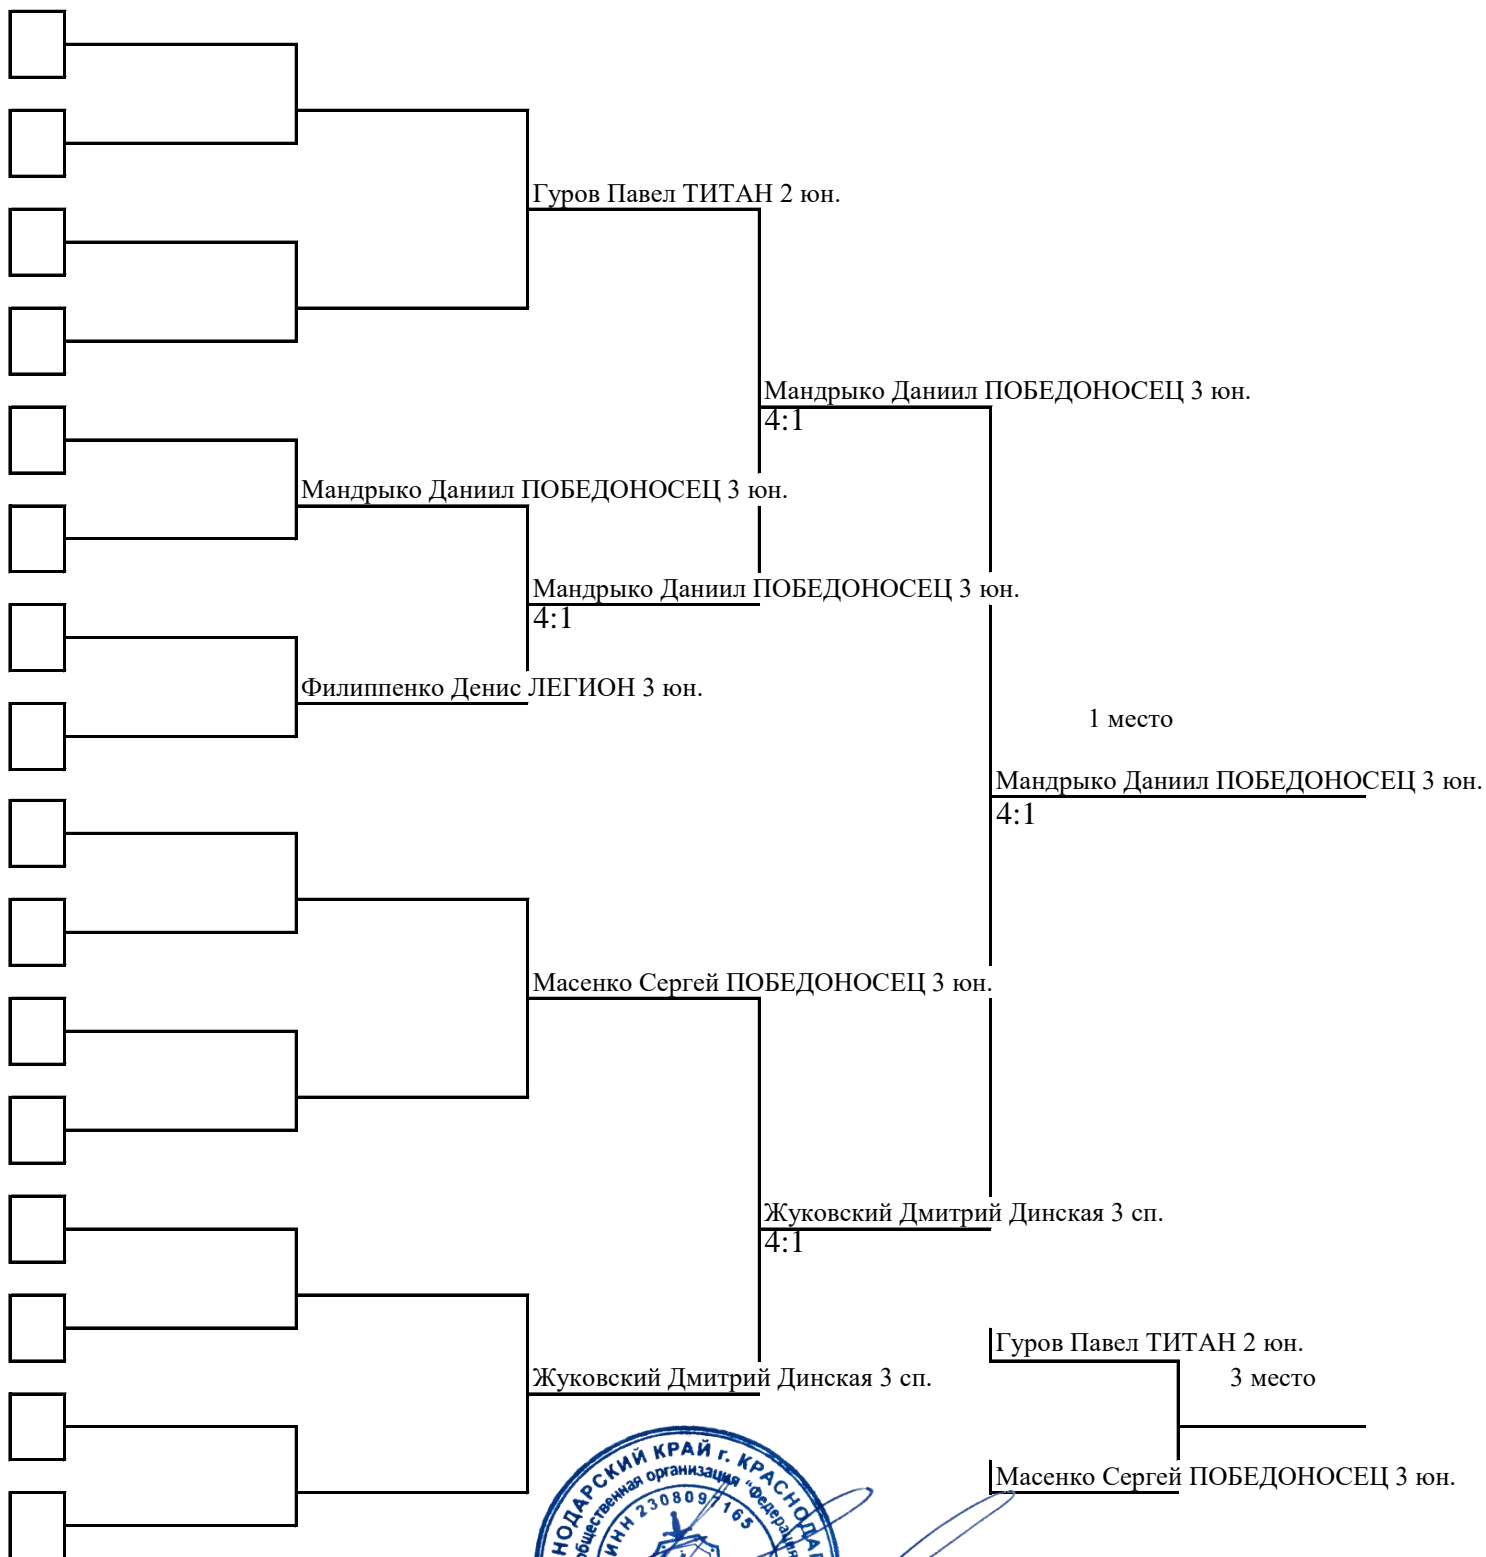 Гуров Павел ТИТАН 2 юн.
Мандрыко Даниил ПОБЕДОНОСЕЦ 3 юн.
4:1
Мандрыко Даниил ПОБЕДОНОСЕЦ 3 юн.
Мандрыко Даниил ПОБЕДОНОСЕЦ 3 юн.
4:1
Филиппенко Денис ЛЕГИОН 3 юн.
1 место
Мандрыко Даниил ПОБЕДОНОСЕЦ 3 юн.
4:1
Масенко Сергей ПОБЕДОНОСЕЦ 3 юн.
Жуковский Дмитрий Динская 3 сп.
4:1
Гуров Павел ТИТАН 2 юн.
3 место
Жуковский Дмитрий Динская 3 сп.
Масенко Сергей ПОБЕДОНОСЕЦ 3 юн.
КРАЙ г.
общественная организация "Федерация
ИНН 2308097165